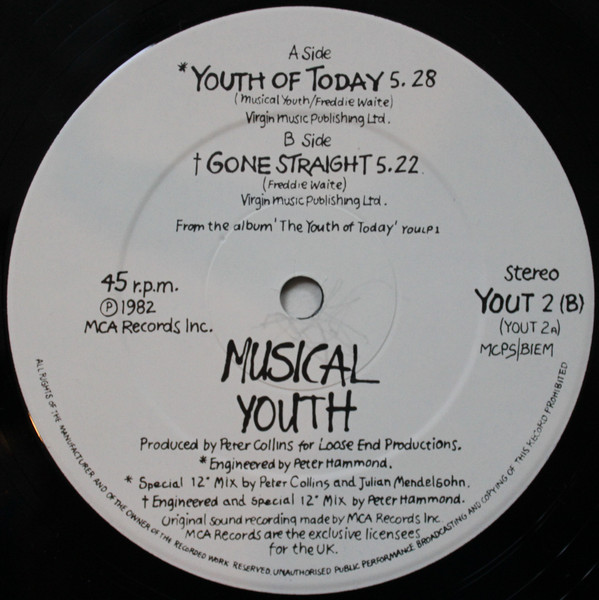 A Side
*YOUTH OF TODAY 5. 28
(Musical Youth/Freddie Waite)
Virgin Music Publishing Ltd.
B Side
† GONE STRAIGHT 5.22.
(Freddie Waite)
Virgin Music Publishing Ltd.
From the album 'The Youth of Today' YOULP1
45 r.p.m.
Ⓟ 1982
MCA Records Inc.
Stereo
YOUT 2 (B)
(YOUT 2A)
MCPS/BIEM
MUSICAL
YOUTH
Produced by Peter Collins for Loose End Productions.
*Engineered by Peter Hammond.
* Special 12" Mix by Peter Collins and Julian Mendelsohn.
† Engineered and Special 12" Mix by Peter Hammond.
Original sound recording made by MCA Records Inc.
MCA Records are the exclusive licensees
for the UK.
ALL RIGHTS OF THE MANUFACTURER AND OF THE OWNER OF THE RECORDED WORK RESERVED. UNAUTHORISED PUBLIC PERFORMANCE BROADCASTING AND COPYING OF THIS RECORD PROHIBITED